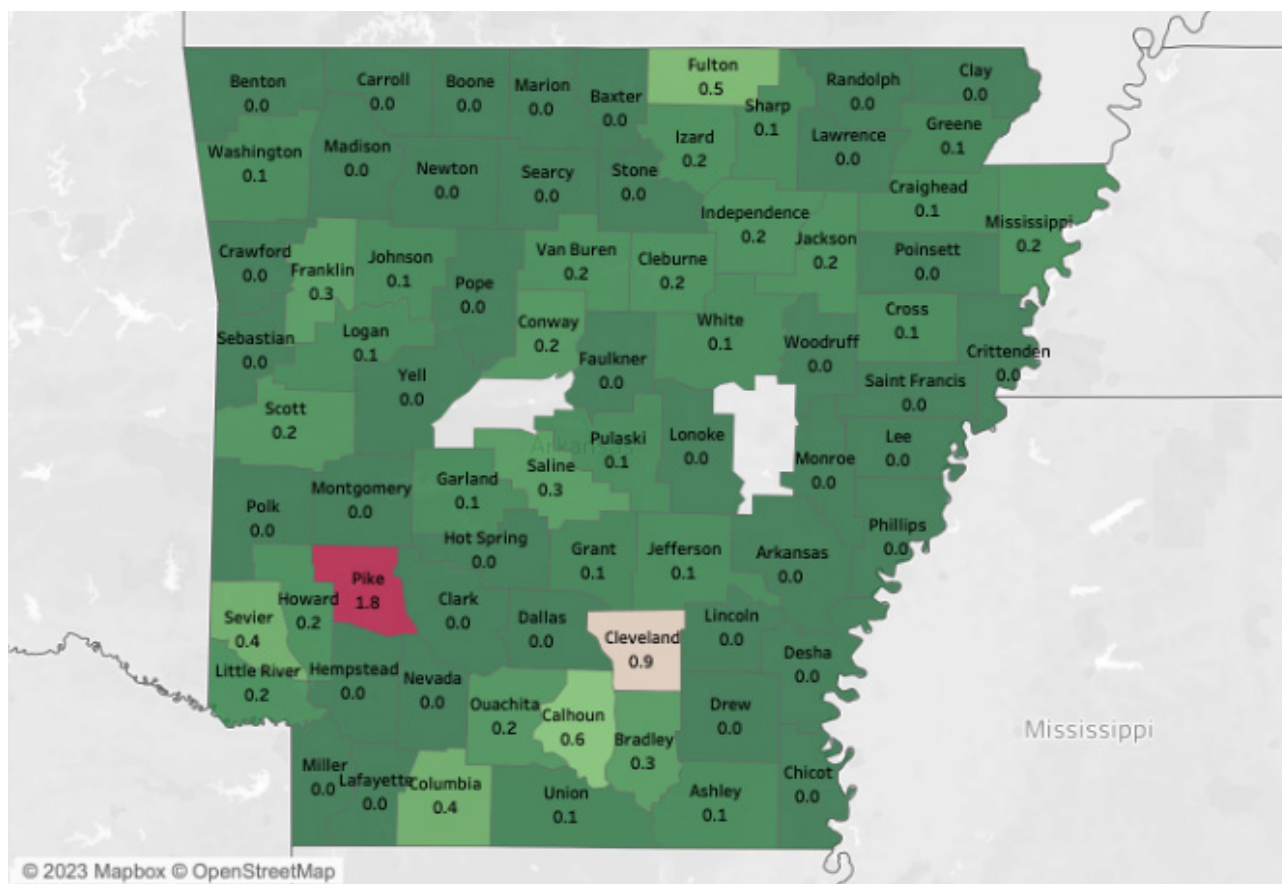 Benton
0.0
Carroll
0.0
Boone
0.0
Marion
0.0
Baxter
0.0
Fulton
0.5
Sharp
0.1
Randolph
0.0
Clay
0.0
Washington
0.1
Madison
0.0
Newton
0.0
Searcy
0.0
Stone
0.0
Izard
0.2
Lawrence
0.0
Greene
0.1
Craighead
0.1
Mississippi
0.2
Independence
0.2
Jackson
0.2
Poinsett
0.0
Crawford
0.0
Franklin
0.3
Johnson
0.1
Pope
0.0
Van Buren
0.2
Cleburne
0.2
Sebastian
0.0
Logan
0.1
Conway
0.2
Faulkner
0.0
White
0.1
Woodruff
0.0
Cross
0.1
Crittenden
0.0
Yell
0.0
Saint Francis
0.0
Scott
0.2
Arkansas
Pulaski
0.1
Lonoke
0.0
Lee
0.0
Monroe
0.0
Saline
0.3
Garland
0.1
Montgomery
0.0
Polk
0.0
Phillips
0.0
Hot Spring
0.0
Grant
0.1
Jefferson
0.1
Arkansas
0.0
Pike
1.8
Howard
0.2
Sevier
0.4
Clark
0.0
Dallas
0.0
Cleveland
0.9
Lincoln
0.0
Desha
0.0
Little River
0.2
Hempstead
0.0
Nevada
0.0
Ouachita
0.2
Calhoun
0.6
Bradley
0.3
Drew
0.0
Mississippi
Miller
0.0
Lafayette
0.0
Columbia
0.4
Union
0.1
Ashley
0.1
Chicot
0.0
© 2023 Mapbox © OpenStreetMap